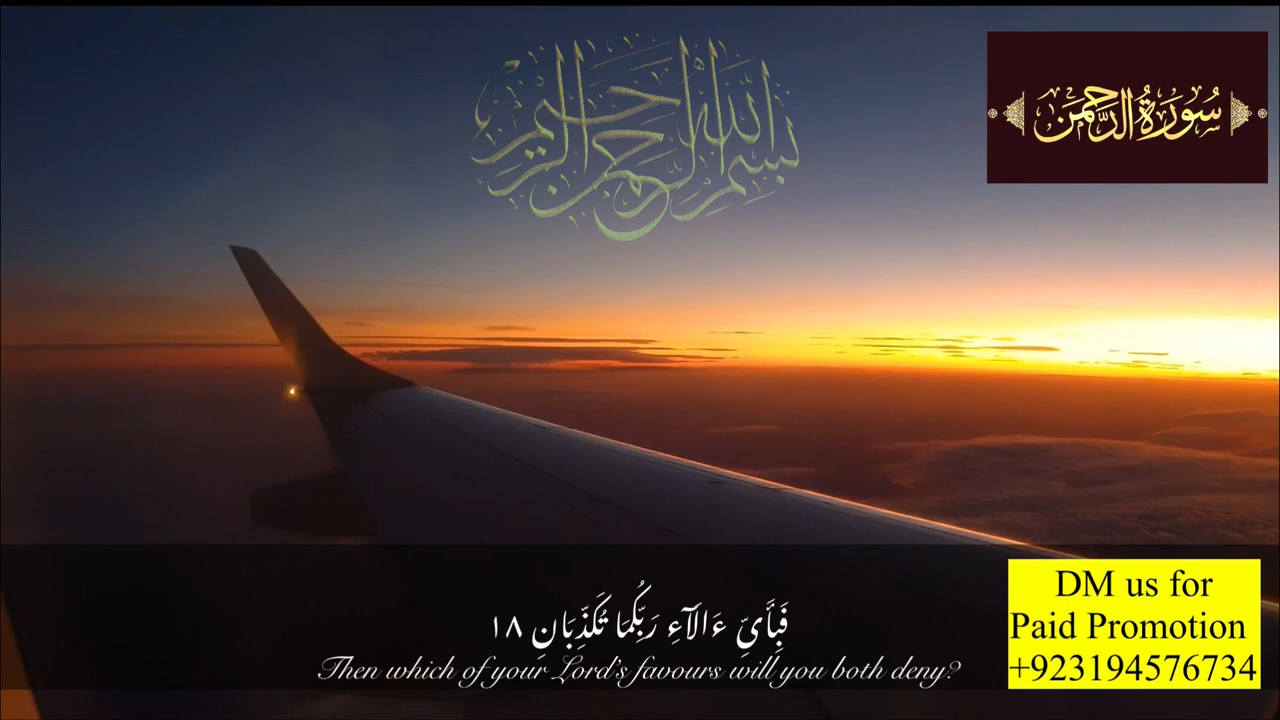 بسم الله الرحمن الرحيم
سُورَةُ الرَّحْمَن
فَبِأَيِّ ءَالَآءِ رَبِّكُمَا تُكَذِّبَانِ ١٨
Then which of your Lord's favours will you both deny?
DM us for
Paid Promotion
+923194576734